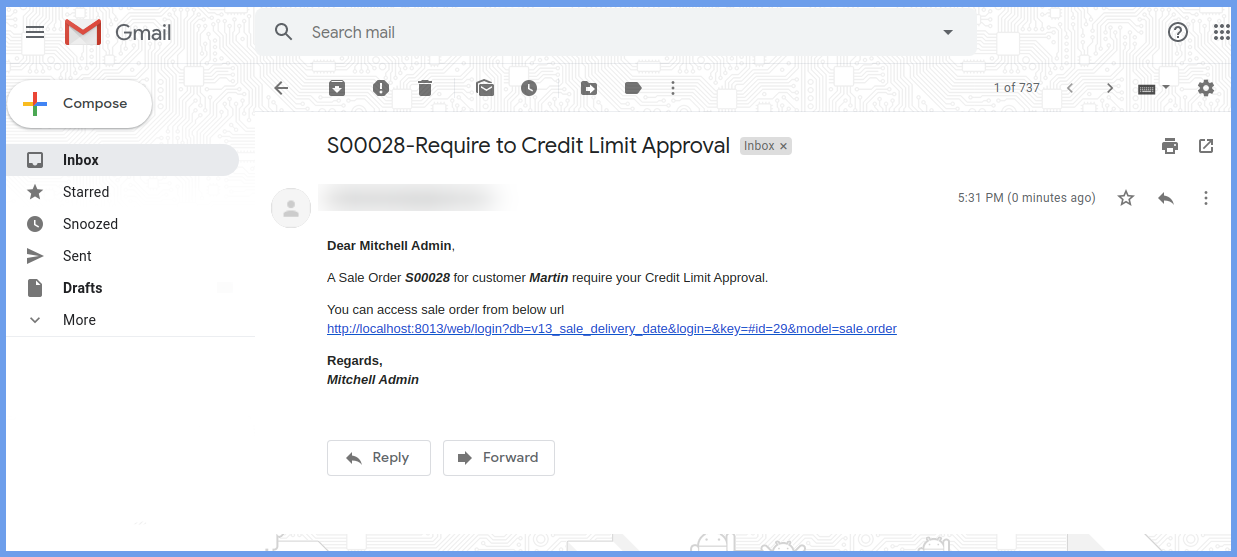 Gmail
Search mail
Compose
1 of 737
Inbox
Starred
Snoozed
Sent
Drafts
More
S00028-Require to Credit Limit Approval Inbox ×
5:31 PM (0 minutes ago)
Dear Mitchell Admin,
A Sale Order S00028 for customer Martin require your Credit Limit Approval.
You can access sale order from below url
http://localhost:8013/web/login?db=v13_sale_delivery_date&login=&key=#id=29&model=sale.order
Regards,
Mitchell Admin
Reply Forward